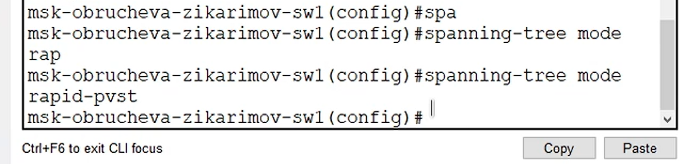 msk-obrucheva-zikarimov-sw1(config)#spa
msk-obrucheva-zikarimov-sw1(config)#spanning-tree mode
rap
msk-obrucheva-zikarimov-sw1(config)#spanning-tree mode
rapid-pvst
msk-obrucheva-zikarimov-sw1(config)#
Ctrl+F6 to exit CLI focus
Copy
Paste